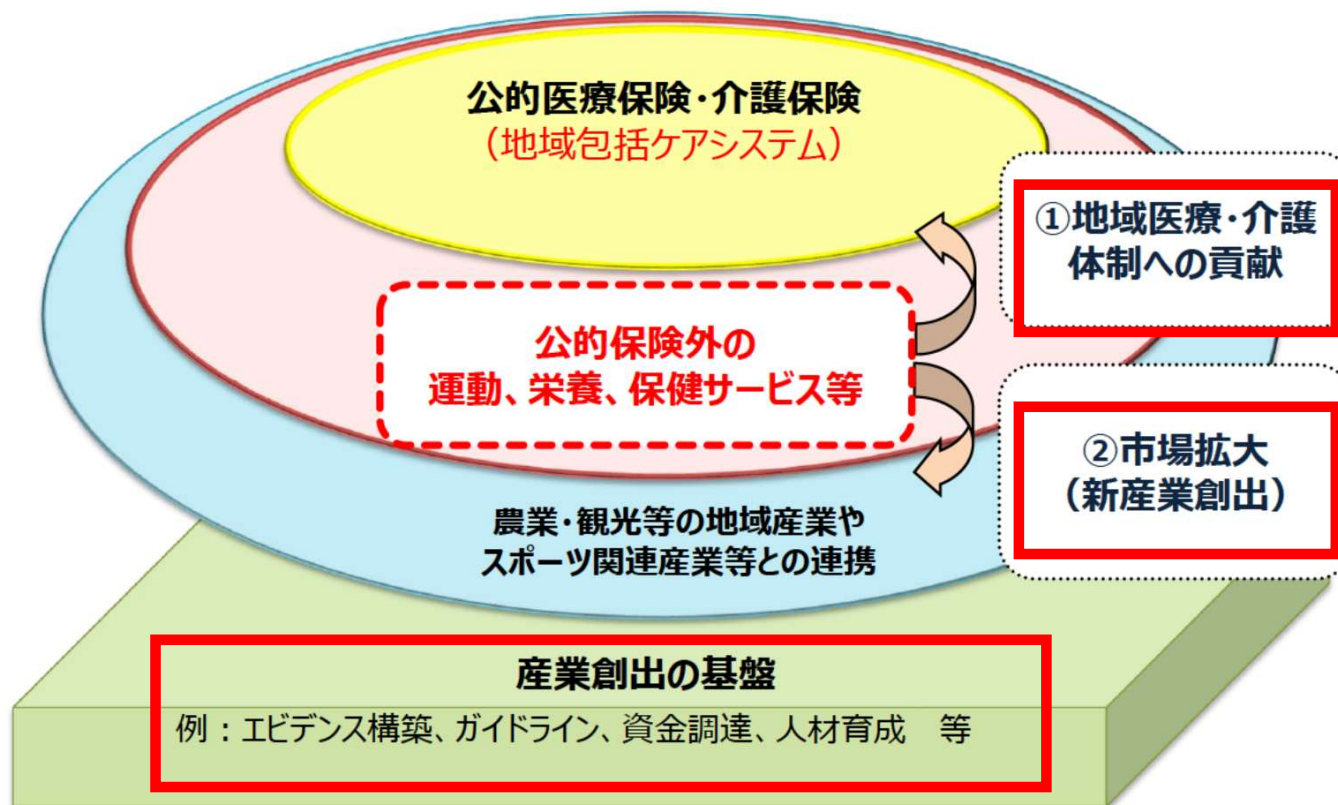 公的医療保険・介護保険
（地域包括ケアシステム）
①地域医療・介護
体制への貢献
公的保険外の
運動、栄養、保健サービス等
②市場拡大
（新産業創出）
農業・観光等の地域産業や
スポーツ関連産業等との連携
産業創出の基盤
例：エビデンス構築、ガイドライン、資金調達、人材育成　等